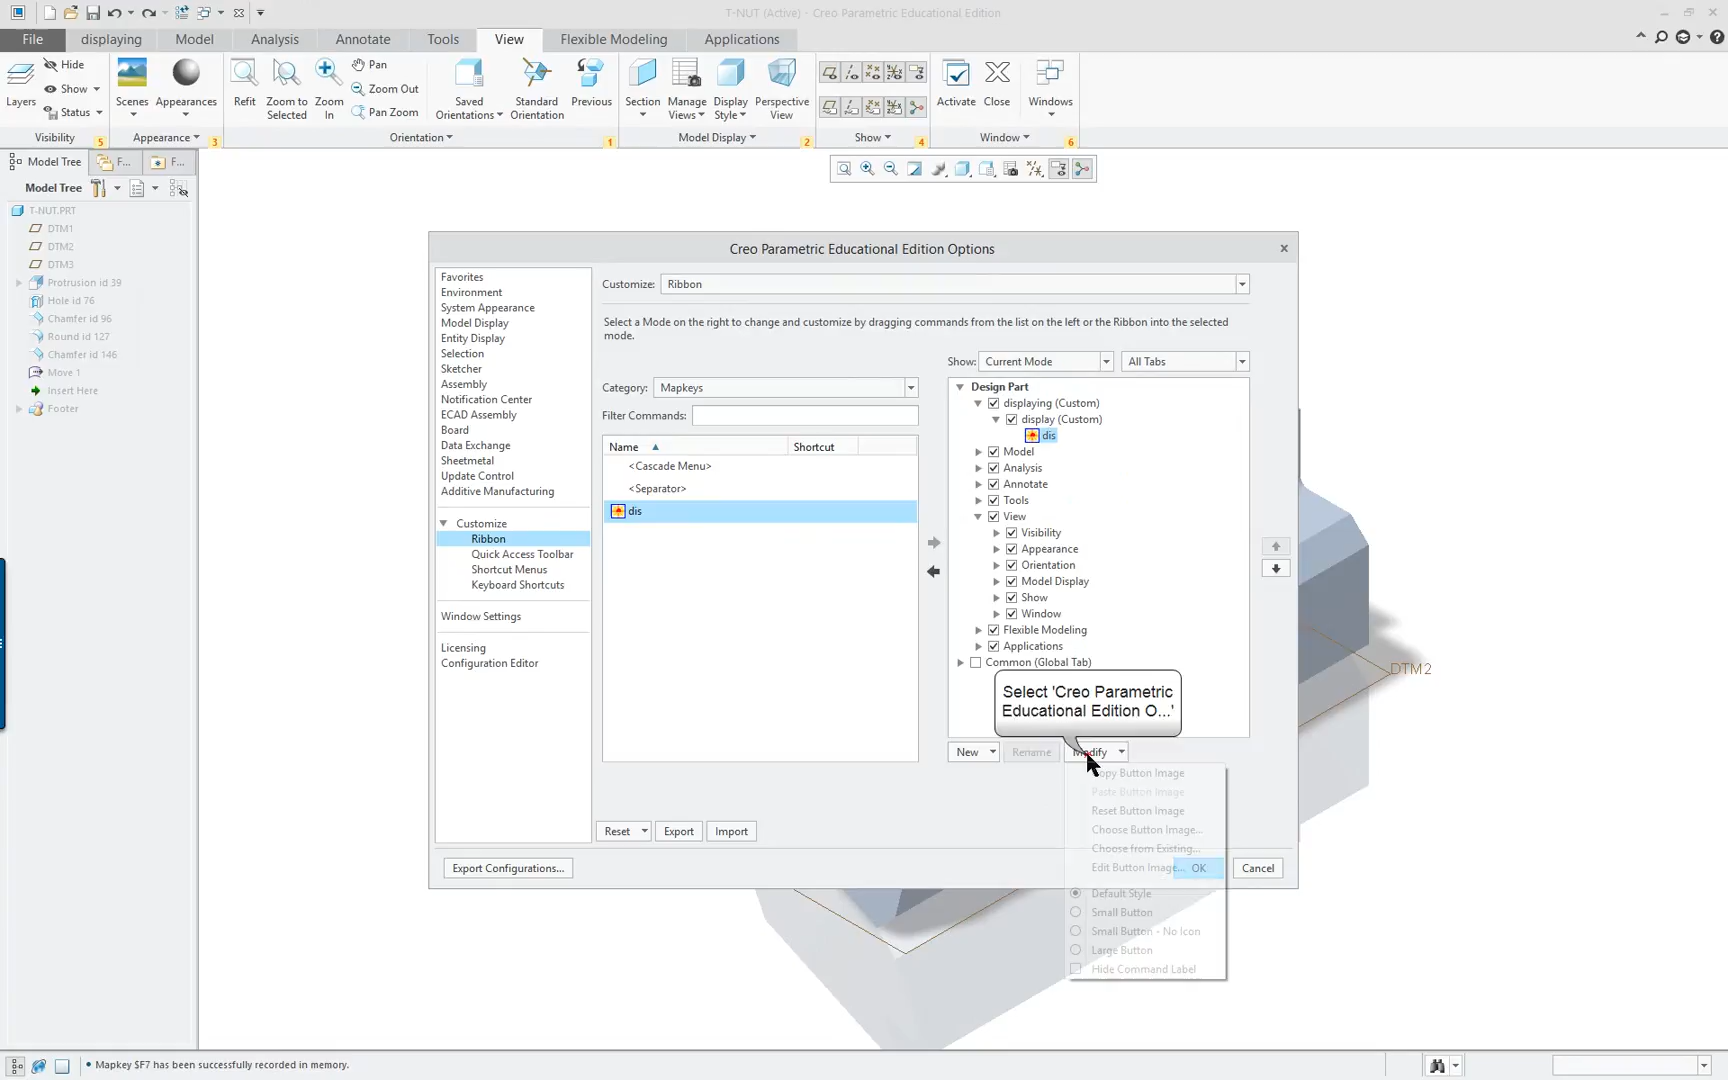 T-NUT (Active) - Creo Parametric Educational Edition
File displaying Model Analysis Annotate Tools View Flexible Modeling Applications
Layers
Hide
Show
Status
Visibility 5
Scenes
Appearances
Appearance 3
Refit
Zoom to Selected
Zoom In
Pan
Zoom Out
Pan Zoom
Saved Orientations
Standard Orientation
Previous
Orientation 1
Section
Manage Views
Display Style
Perspective View
Model Display 2
Show 4
Activate
Close
Windows
Window 6
Model Tree F... F...
Model Tree
T-NUT.PRT
DTM1
DTM2
DTM3
Protrusion id 39
Hole id 76
Chamfer id 96
Round id 127
Chamfer id 146
Move 1
Insert Here
Footer
Creo Parametric Educational Edition Options
Favorites
Environment
System Appearance
Model Display
Entity Display
Selection
Sketcher
Assembly
Notification Center
ECAD Assembly
Board
Data Exchange
Sheetmetal
Update Control
Additive Manufacturing
Customize
Ribbon
Quick Access Toolbar
Shortcut Menus
Keyboard Shortcuts
Window Settings
Licensing
Configuration Editor
Customize: Ribbon
Select a Mode on the right to change and customize by dragging commands from the list on the left or the Ribbon into the selected
mode.
Show: Current Mode All Tabs
Category: Mapkeys
Filter Commands:
Name Shortcut
<Cascade Menu>
<Separator>
dis
Design Part
displaying (Custom)
display (Custom)
dis
Model
Analysis
Annotate
Tools
View
Visibility
Appearance
Orientation
Model Display
Show
Window
Flexible Modeling
Applications
Common (Global Tab)
Select 'Creo Parametric
Educational Edition O...'
New Rename Modify
Copy Button Image
Paste Button Image
Reset Button Image
Choose Button Image...
Choose from Existing...
Edit Button Image...
Default Style
Small Button
Small Button - No Icon
Large Button
Hide Command Label
Reset Export Import
Export Configurations... OK Cancel
DTM2
Mapkey $F7 has been successfully recorded in memory.